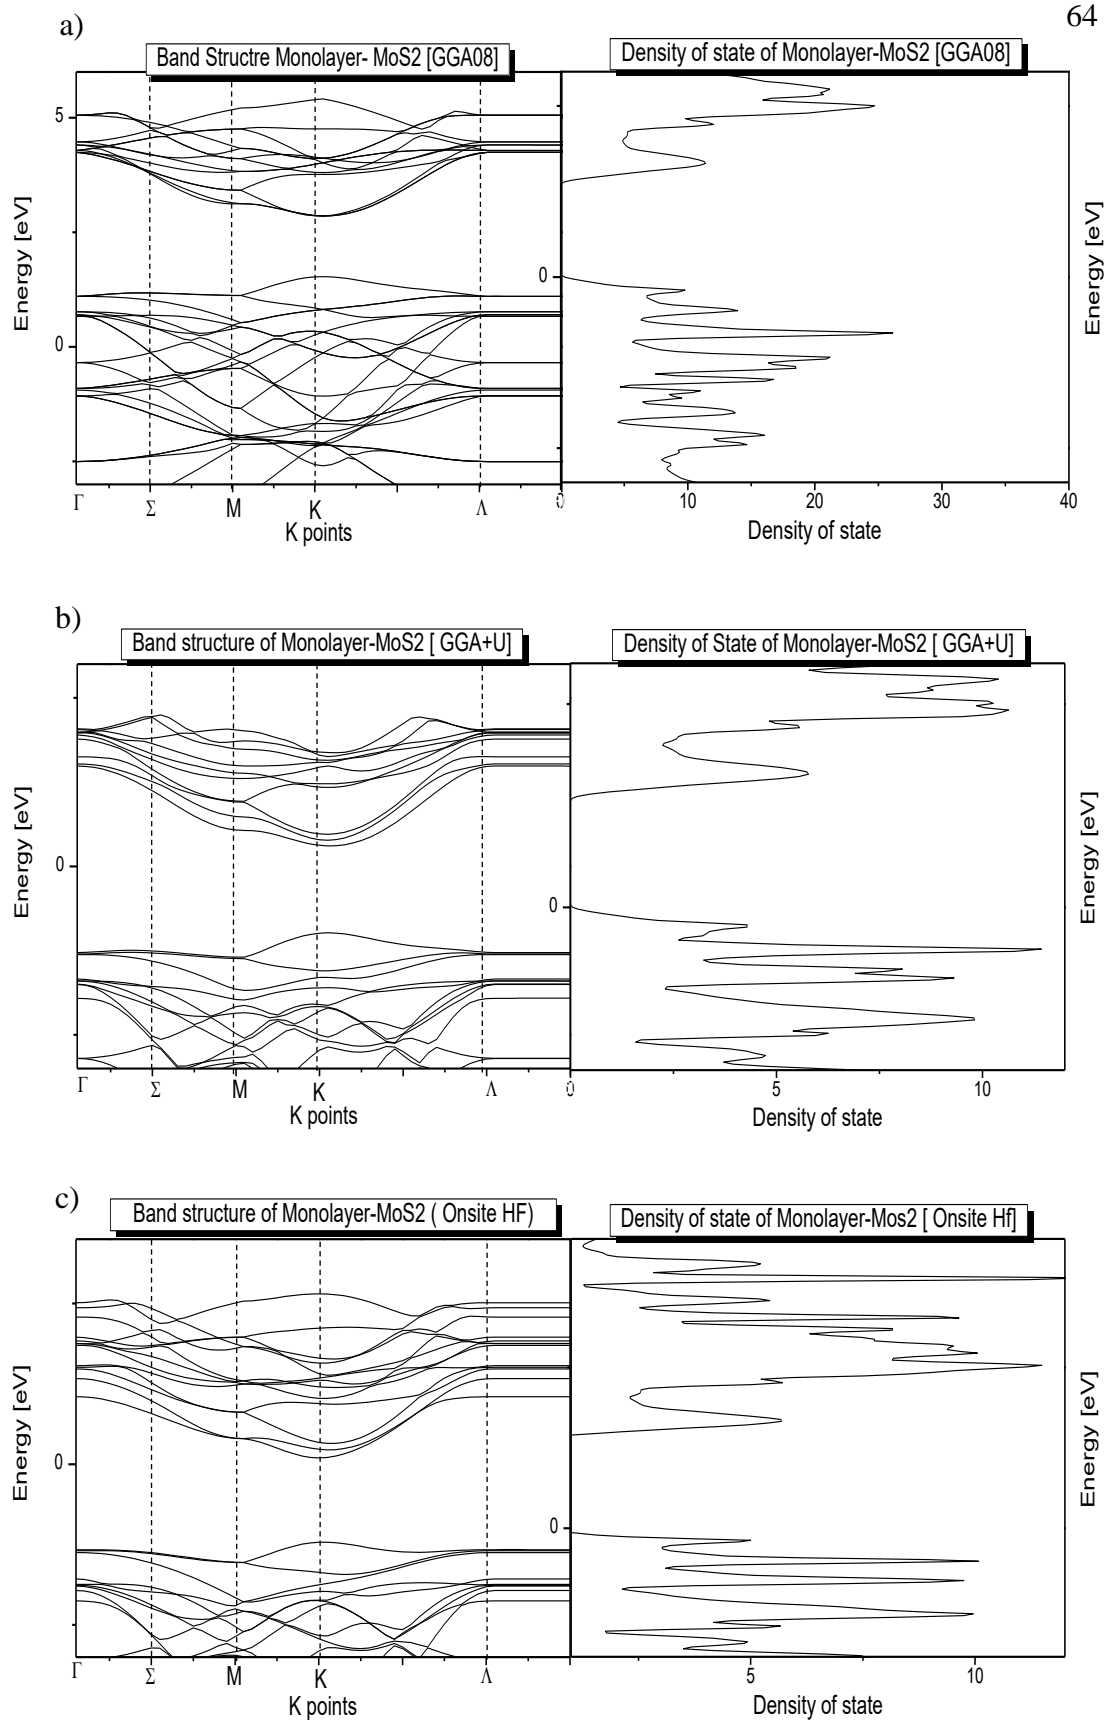 64
a)
Band Structre Monolayer- MoS2 [GGA08]
Density of state of Monolayer-MoS2 [GGA08]
5
0
Energy [eV]
0
Energy [eV]
Γ Σ M K Λ
K points
0 10 20 30 40
Density of state
b)
Band structure of Monolayer-MoS2 [ GGA+U]
Density of State of Monolayer-MoS2 [ GGA+U]
0
Energy [eV]
0
Energy [eV]
Γ Σ M K Λ
K points
0 5 10
Density of state
c)
Band structure of Monolayer-MoS2 ( Onsite HF)
Density of state of Monolayer-Mos2 [ Onsite Hf]
0
Energy [eV]
0
Energy [eV]
Γ Σ M K Λ
K points
5 10
Density of state